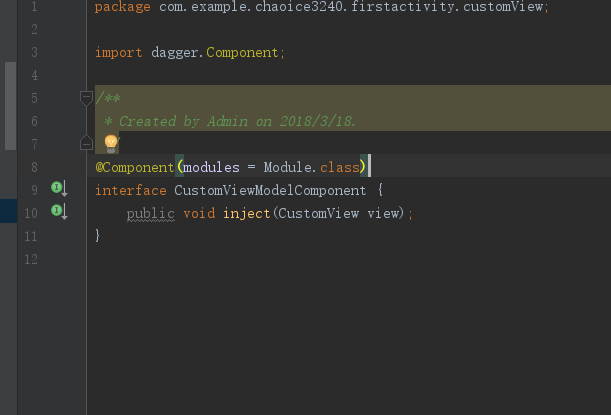 1 package com.example.chaoice3240.firstactivity.customView;
2
3 import dagger.Component;
4
5 /**
6 * Created by Admin on 2018/3/18.
7
8 @Component(modules = Module.class)
9 interface CustomViewModelComponent {
10 public void inject(CustomView view);
11 }
12